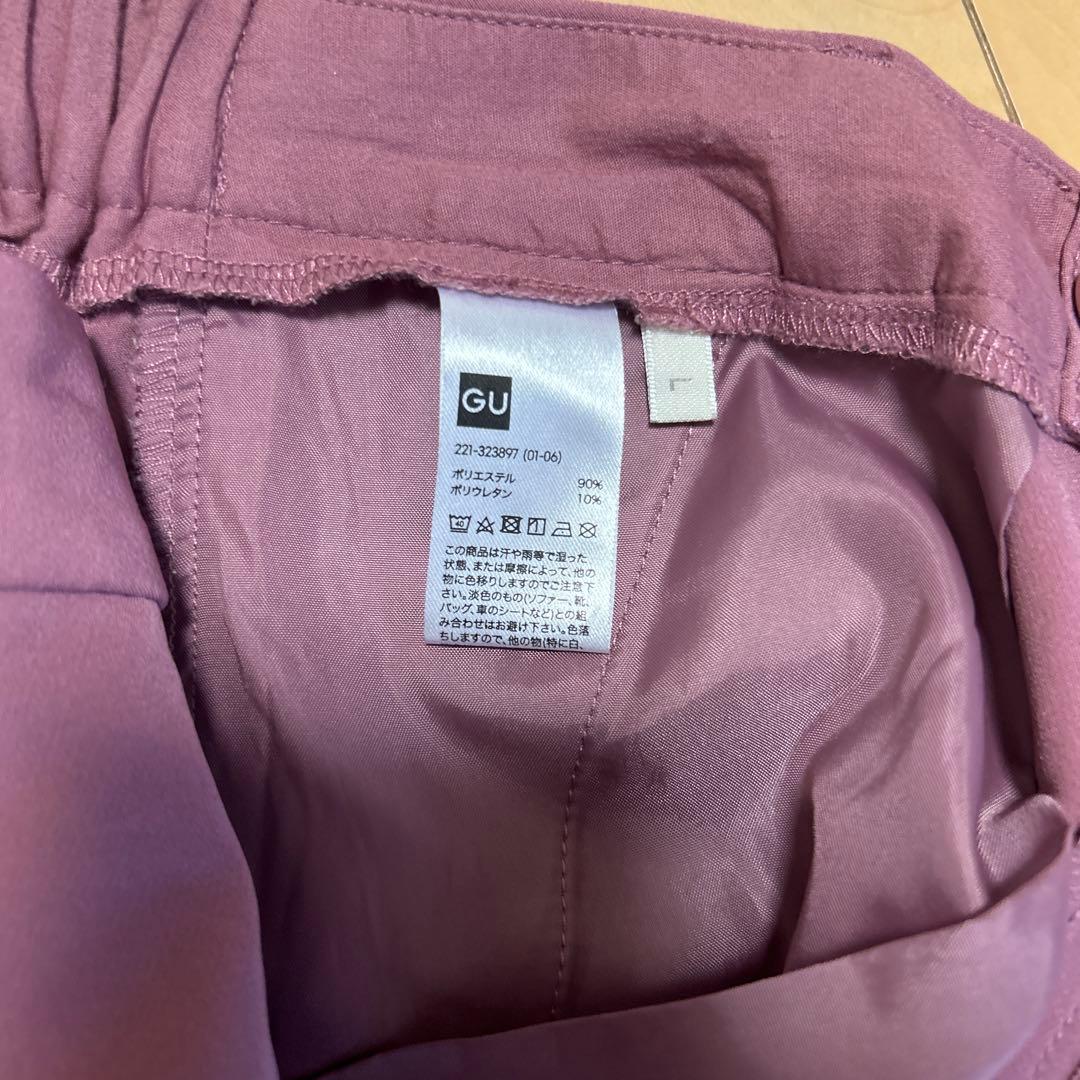 GU
L
221-323897 (01-06)
ポリエステル 90%
ポリウレタン 10%
40
この商品は汗や雨等で湿った
状態、または摩擦によって、他の
物に色移りしますのでご注意下
さい。淡色のもの(ソファー、靴、
バッグ、車のシートなど)との組
み合わせはお避け下さい。色落
ちしますので、他の物(特に白、